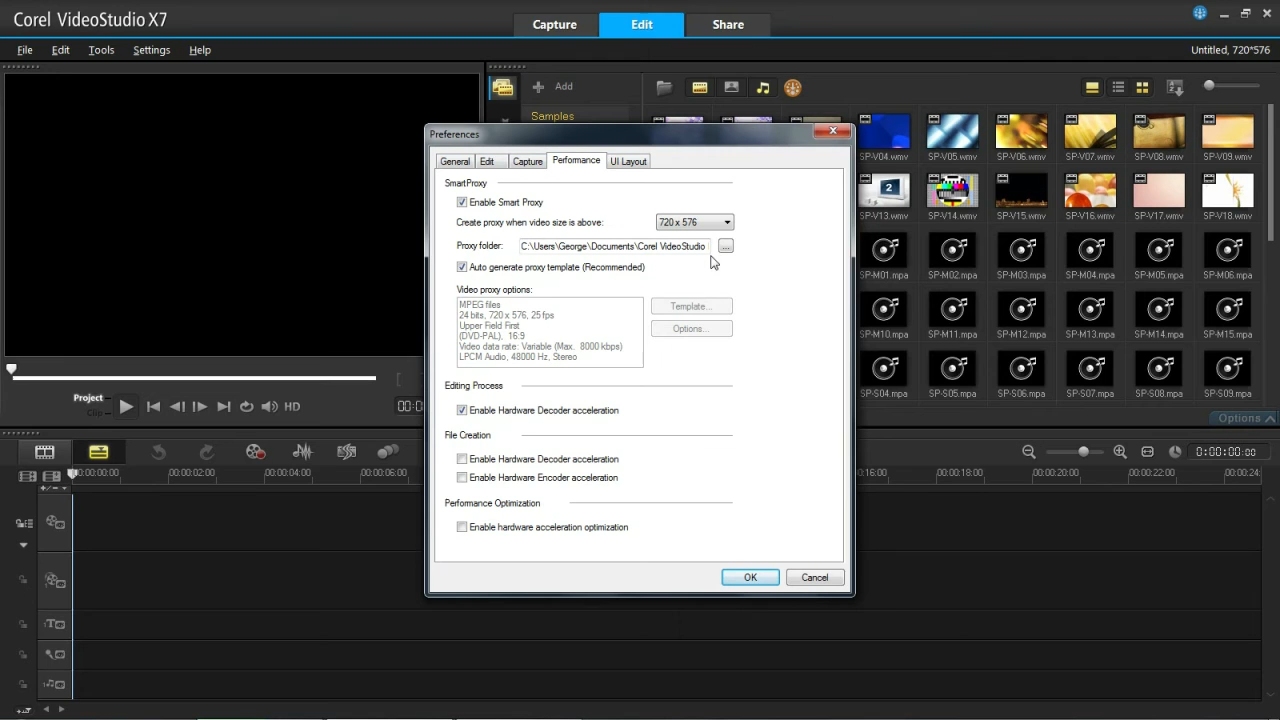 Corel VideoStudio X7
Capture
Edit
Share
File
Edit
Tools
Settings
Help
Untitled, 720*576
Add
Samples
SP-V04.wmv
SP-V05.wmv
SP-V06.wmv
SP-V07.wmv
SP-V08.wmv
SP-V09.wmv
2
SP-V13.wmv
SP-V14.wmv
SP-V15.wmv
SP-V16.wmv
SP-V17.wmv
SP-V18.wmv
SP-M01.mpa
SP-M02.mpa
SP-M03.mpa
SP-M04.mpa
SP-M05.mpa
SP-M06.mpa
SP-M10.mpa
SP-M11.mpa
SP-M12.mpa
SP-M13.mpa
SP-M14.mpa
SP-M15.mpa
SP-S04.mpa
SP-S05.mpa
SP-S06.mpa
SP-S07.mpa
SP-S08.mpa
SP-S09.mpa
Options
Preferences
General
Edit
Capture
Performance
UI Layout
SmartProxy
Enable Smart Proxy
Create proxy when video size is above:
720 x 576
Proxy folder:
C:\Users\George\Documents\Corel VideoStudio
...
Auto generate proxy template (Recommended)
Video proxy options:
MPEG files
24 bits, 720 x 576, 25 fps
Upper Field First
(DVD-PAL), 16:9
Video data rate: Variable (Max. 8000 kbps)
LPCM Audio, 48000 Hz, Stereo
Template...
Options...
Editing Process
Enable Hardware Decoder acceleration
File Creation
Enable Hardware Decoder acceleration
Enable Hardware Encoder acceleration
Performance Optimization
Enable hardware acceleration optimization
OK
Cancel
Project
Clip
HD
00:0
0:00:00:00
00:00:00:00
00:00:02:00
00:00:04:00
00:00:06:00
00:00:18:00
00:00:20:00
00:00:22:00